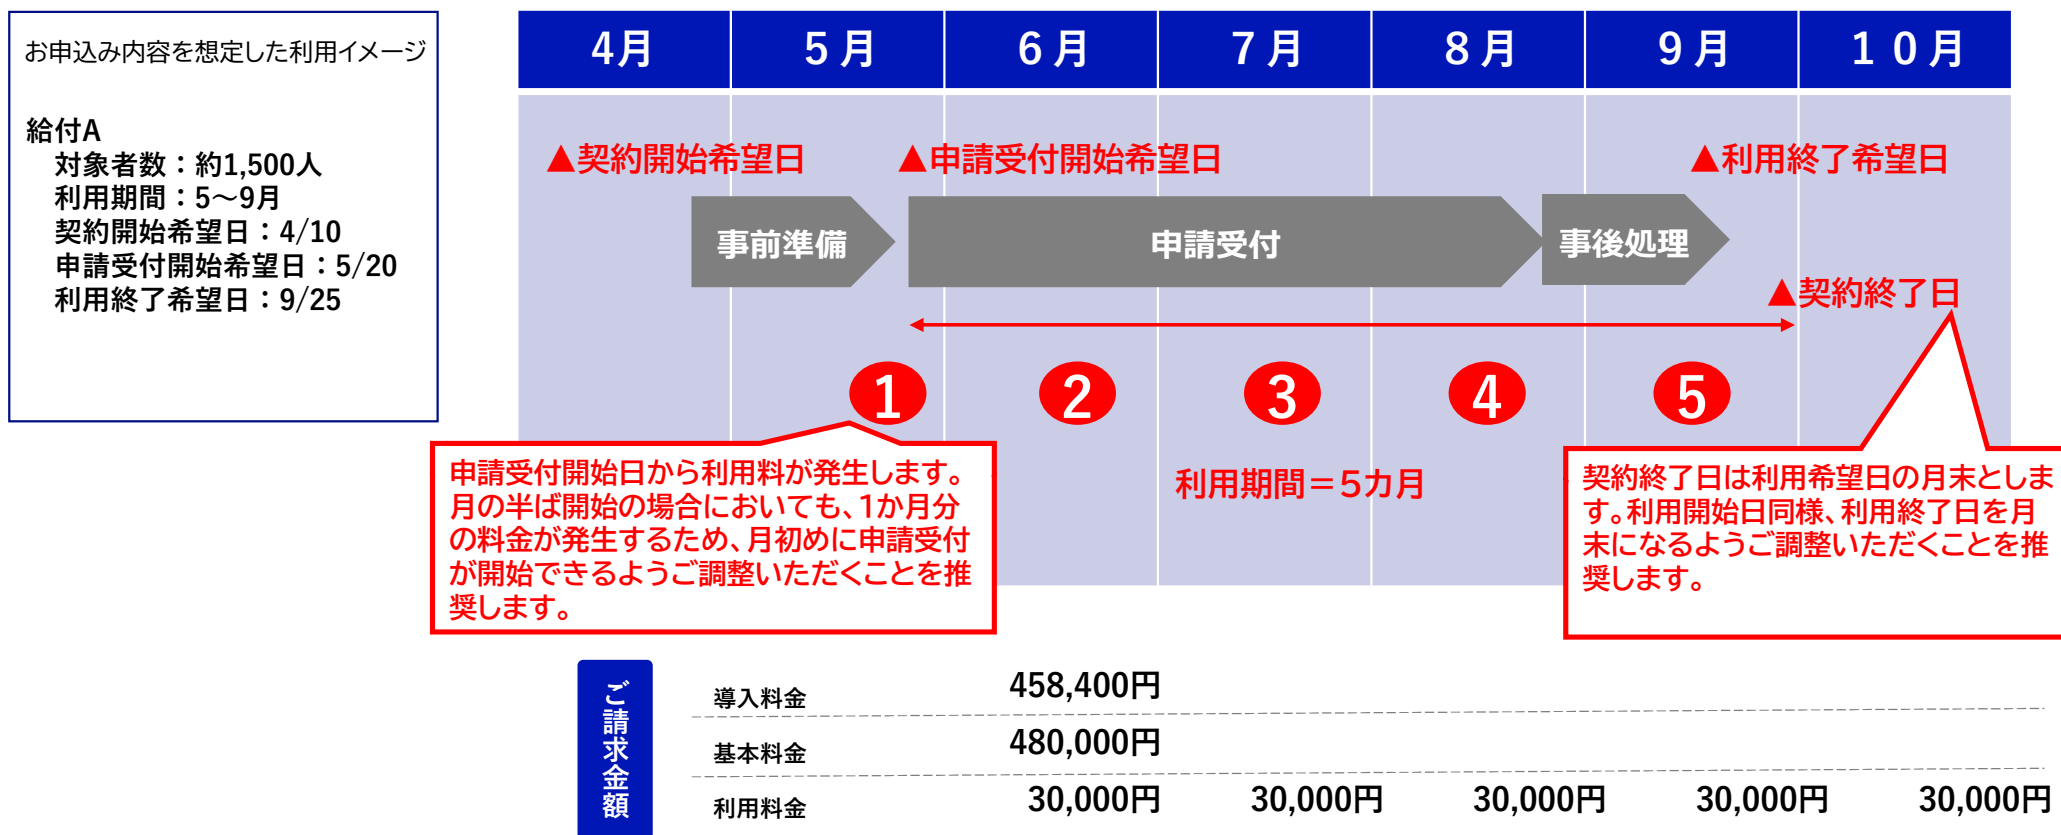 お申込み内容を想定した利用イメージ
給付A
対象者数：約1,500人
利用期間：5～9月
契約開始希望日：4/10
申請受付開始希望日：5/20
利用終了希望日：9/25
4月
5月
6月
7月
8月
9月
10月
▲契約開始希望日
▲申請受付開始希望日
▲利用終了希望日
事前準備
申請受付
事後処理
▲契約終了日
1
2
3
4
5
利用期間＝5カ月
申請受付開始日から利用料が発生します。
月の半ば開始の場合においても、1か月分
の料金が発生するため、月初めに申請受付
が開始できるようご調整いただくことを推
奨します。
契約終了日は利用希望日の月末としま
す。利用開始日同様、利用終了日を月
末になるようご調整いただくことを推
奨します。
ご請求金額
導入料金 458,400円
基本料金 480,000円
利用料金 30,000円 30,000円 30,000円 30,000円 30,000円